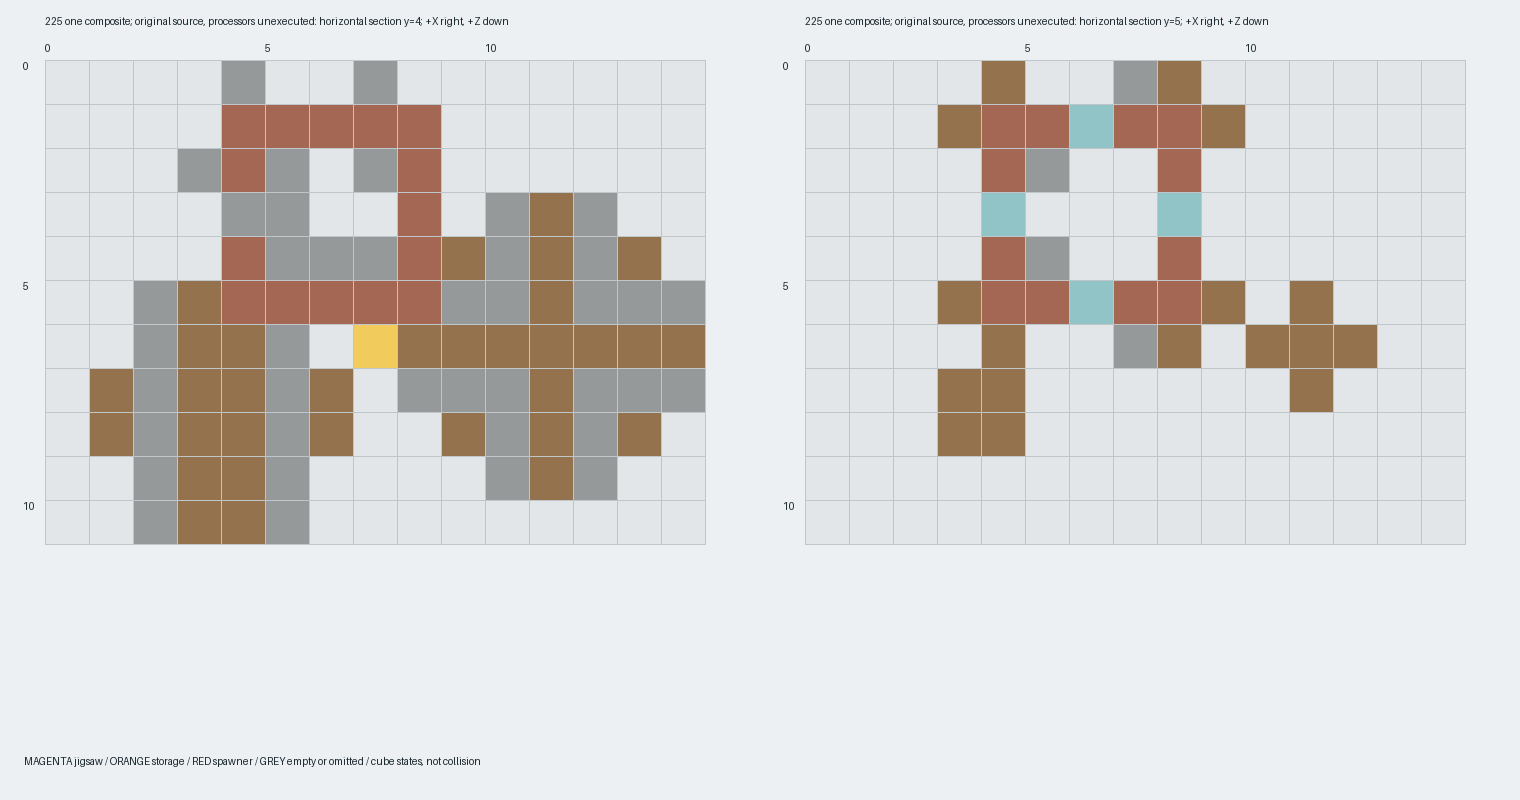 225 one composite; original source, processors unexecuted: horizontal section y=4; +X right, +Z down
0 5 10
0
5
10
225 one composite; original source, processors unexecuted: horizontal section y=5; +X right, +Z down
0 5 10
0
5
10
MAGENTA jigsaw / ORANGE storage / RED spawner / GREY empty or omitted / cube states, not collision